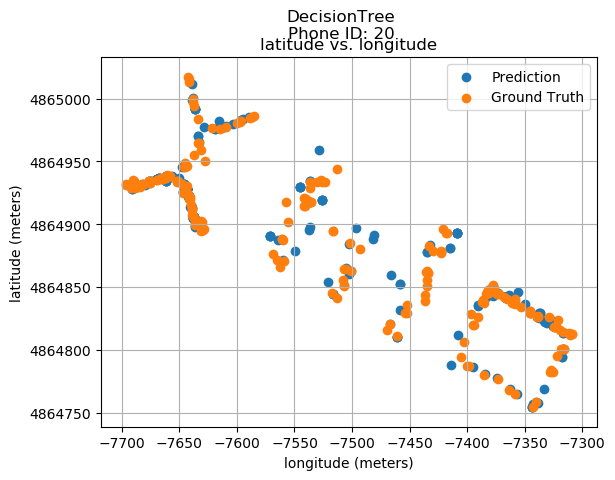 DecisionTree
Phone ID: 20
latitude vs. longitude
Prediction
Ground Truth
4865000
4864950
4864900
4864850
4864800
4864750
latitude (meters)
−7700 −7650 −7600 −7550 −7500 −7450 −7400 −7350 −7300
longitude (meters)